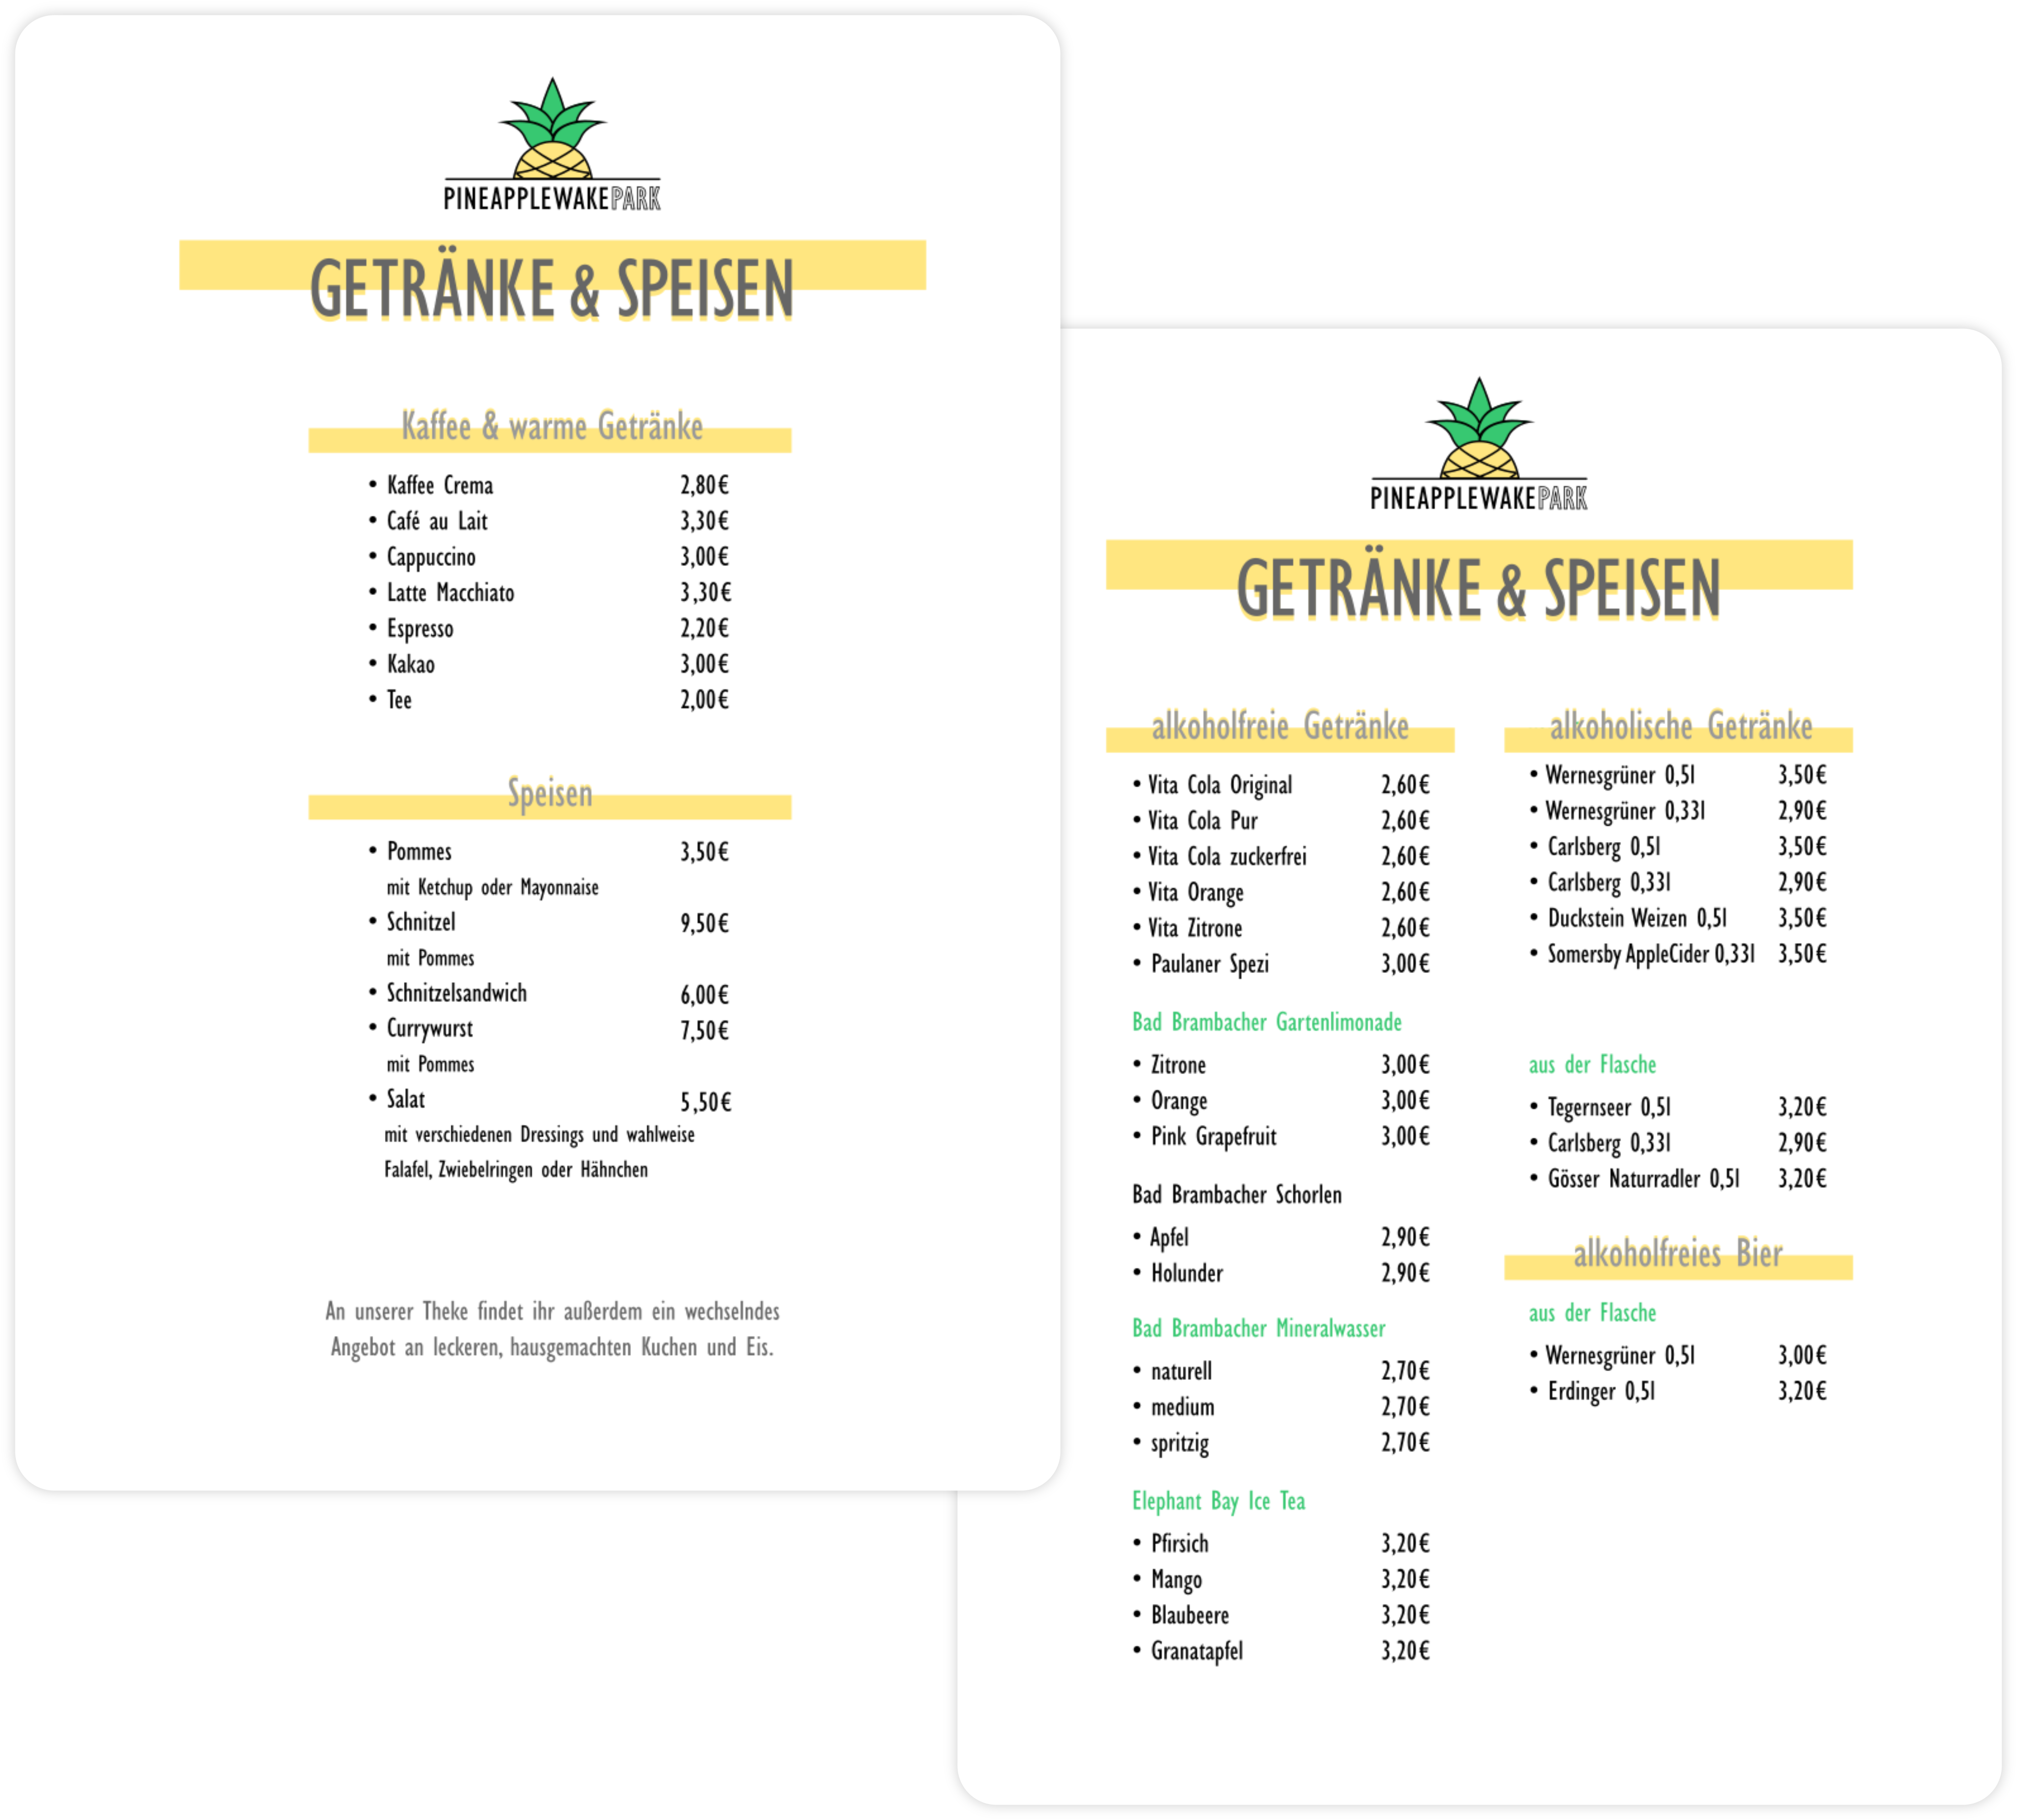 PINEAPPLEWAKEPARK
GETRÄNKE & SPEISEN
Kaffee & warme Getränke
• Kaffee Crema 2,80€
• Café au Lait 3,30€
• Cappuccino 3,00€
• Latte Macchiato 3,30€
• Espresso 2,20€
• Kakao 3,00€
• Tee 2,00€
Speisen
• Pommes 3,50€
mit Ketchup oder Mayonnaise
• Schnitzel 9,50€
mit Pommes
• Schnitzelsandwich 6,00€
• Currywurst 7,50€
mit Pommes
• Salat 5,50€
mit verschiedenen Dressings und wahlweise
Falafel, Zwiebelringen oder Hähnchen
An unserer Theke findet ihr außerdem ein wechselndes
Angebot an leckeren, hausgemachten Kuchen und Eis.
PINEAPPLEWAKEPARK
GETRÄNKE & SPEISEN
alkoholfreie Getränke
• Vita Cola Original 2,60€
• Vita Cola Pur 2,60€
• Vita Cola zuckerfrei 2,60€
• Vita Orange 2,60€
• Vita Zitrone 2,60€
• Paulaner Spezi 3,00€
Bad Brambacher Gartenlimonade
• Zitrone 3,00€
• Orange 3,00€
• Pink Grapefruit 3,00€
Bad Brambacher Schorlen
• Apfel 2,90€
• Holunder 2,90€
Bad Brambacher Mineralwasser
• naturell 2,70€
• medium 2,70€
• spritzig 2,70€
Elephant Bay Ice Tea
• Pfirsich 3,20€
• Mango 3,20€
• Blaubeere 3,20€
• Granatapfel 3,20€
alkoholische Getränke
• Wernesgrüner 0,5l 3,50€
• Wernesgrüner 0,33l 2,90€
• Carlsberg 0,5l 3,50€
• Carlsberg 0,33l 2,90€
• Duckstein Weizen 0,5l 3,50€
• Somersby AppleCider 0,33l 3,50€
aus der Flasche
• Tegernseer 0,5l 3,20€
• Carlsberg 0,33l 2,90€
• Gösser Naturradler 0,5l 3,20€
alkoholfreies Bier
aus der Flasche
• Wernesgrüner 0,5l 3,00€
• Erdinger 0,5l 3,20€